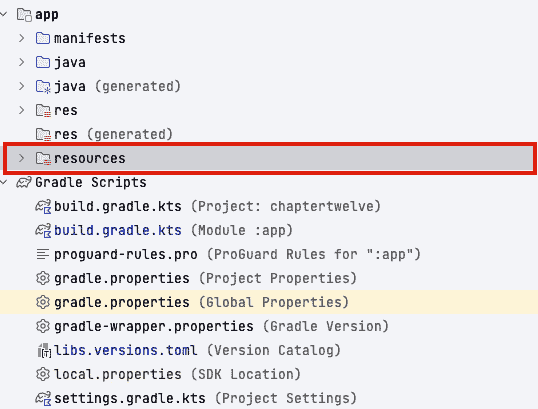 app
manifests
java
java (generated)
res
res (generated)
resources
Gradle Scripts
build.gradle.kts (Project: chaptertwelve)
build.gradle.kts (Module :app)
proguard-rules.pro (ProGuard Rules for ":app")
gradle.properties (Project Properties)
gradle.properties (Global Properties)
gradle-wrapper.properties (Gradle Version)
libs.versions.toml (Version Catalog)
local.properties (SDK Location)
settings.gradle.kts (Project Settings)